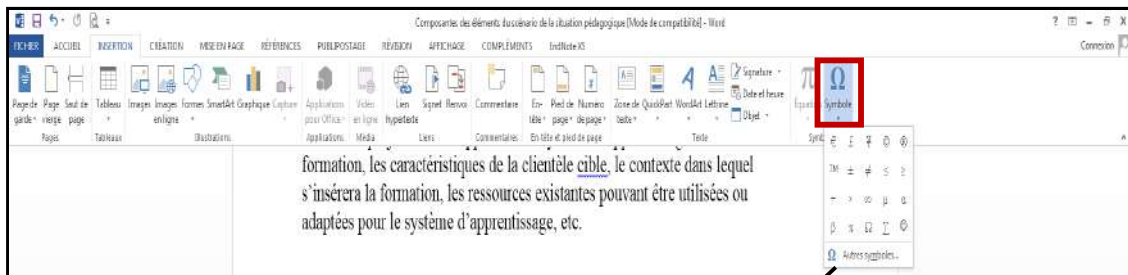 Composantes des éléments du scénario de la situation pédagogique [Mode de compatibilité] - Word
FICHIER ACCUEIL INSERTION CRÉATION MISE EN PAGE RÉFÉRENCES PUBLIPOSTAGE RÉVISION AFFICHAGE COMPLÉMENTS EndNote X5 Connexion
Page de garde Page vierge Saut de page Tableau Images Images en ligne Formes SmartArt Graphique Capture Applications pour Office Vidéo en ligne Lien hypertexte Signet Renvoi Commentaire En-tête Pied de page Numéro de page Zone de texte QuickPart WordArt Lettrine Signature Date et heure Objet Équation Symbole
Pages Tableaux Illustrations Applications Média Liens Commentaires En-tête et pied de page Texte
€ £ ¥ © ®
™ ± ≠ ≤ ≥
÷ × ∞ µ α
β π Ω ∑
Autres symboles...
formation, les caractéristiques de la clientèle cible, le contexte dans lequel
s'insérera la formation, les ressources existantes pouvant être utilisées ou
adaptées pour le système d'apprentissage, etc.